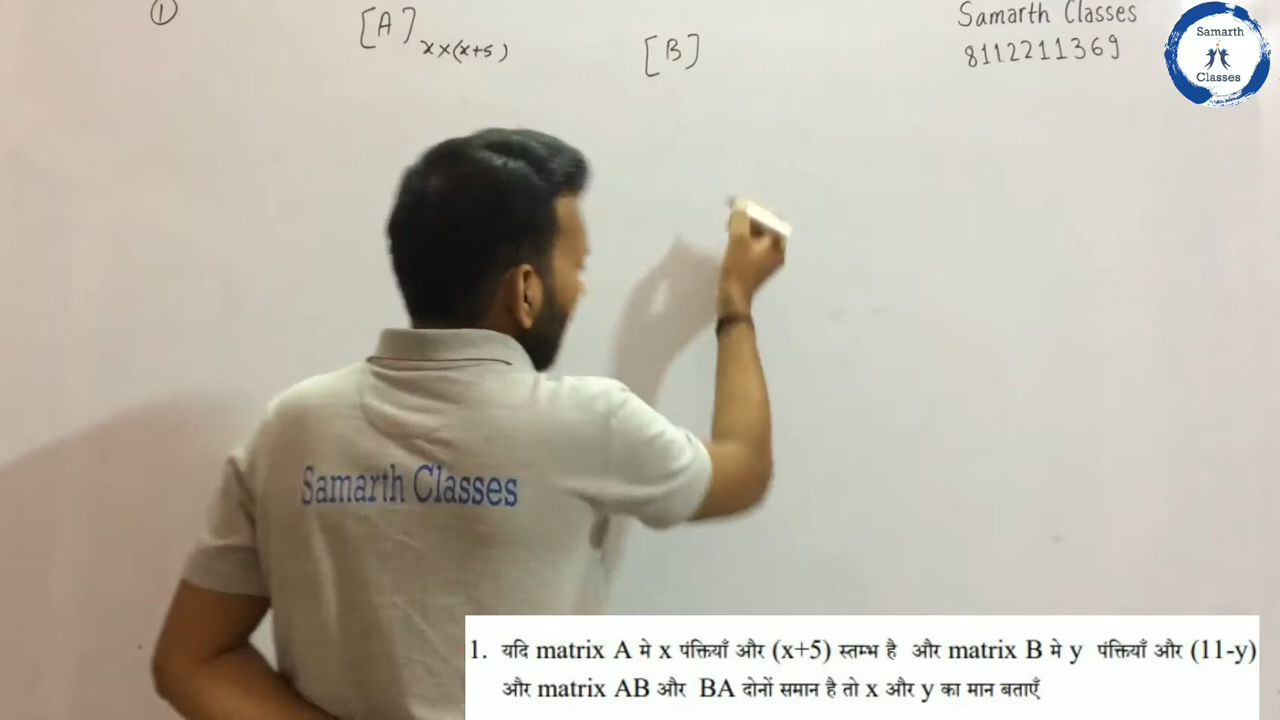 ①
[A] x×(x+5)
[B]
Samarth Classes
8112211369
Samarth
Classes
Samarth Classes
1. यदि matrix A मे x पंक्तियाँ और (x+5) स्तम्भ है और matrix B मे y पंक्तियाँ और (11-y)
और matrix AB और BA दोनों समान है तो x और y का मान बताएँ